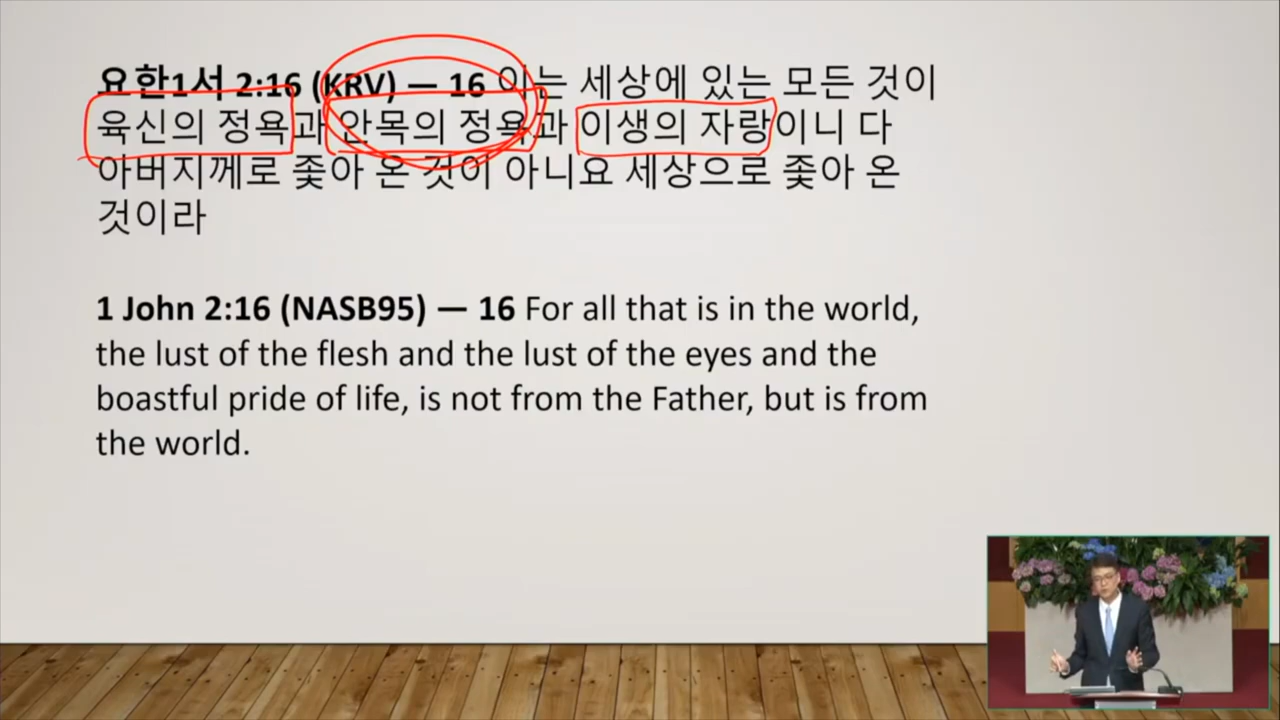 요한1서 2:16 (KRV) — 16 이는 세상에 있는 모든 것이
육신의 정욕과 안목의 정욕과 이생의 자랑이니 다
아버지께로 좇아 온 것이 아니요 세상으로 좇아 온
것이라
1 John 2:16 (NASB95) — 16 For all that is in the world,
the lust of the flesh and the lust of the eyes and the
boastful pride of life, is not from the Father, but is from
the world.